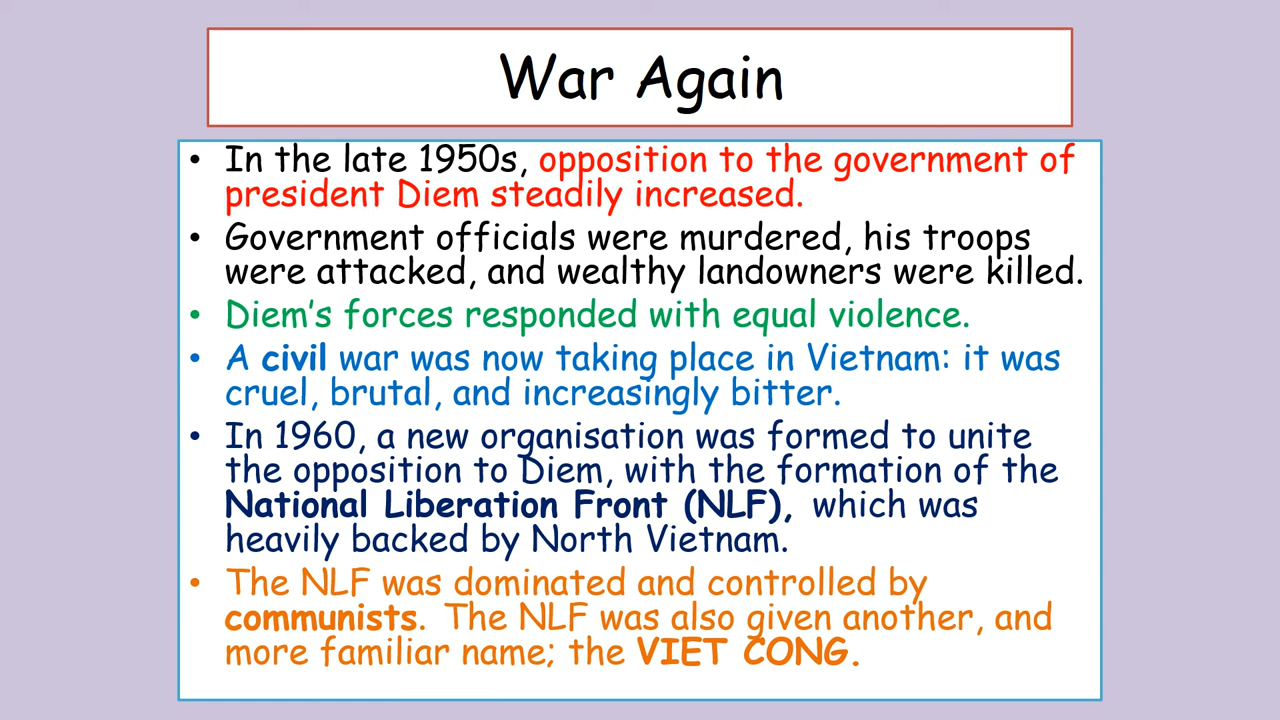 War Again
• In the late 1950s, opposition to the government of
president Diem steadily increased.
• Government officials were murdered, his troops
were attacked, and wealthy landowners were killed.
• Diem's forces responded with equal violence.
• A civil war was now taking place in Vietnam: it was
cruel, brutal, and increasingly bitter.
• In 1960, a new organisation was formed to unite
the opposition to Diem, with the formation of the
National Liberation Front (NLF), which was
heavily backed by North Vietnam.
• The NLF was dominated and controlled by
communists. The NLF was also given another, and
more familiar name; the VIET CONG.